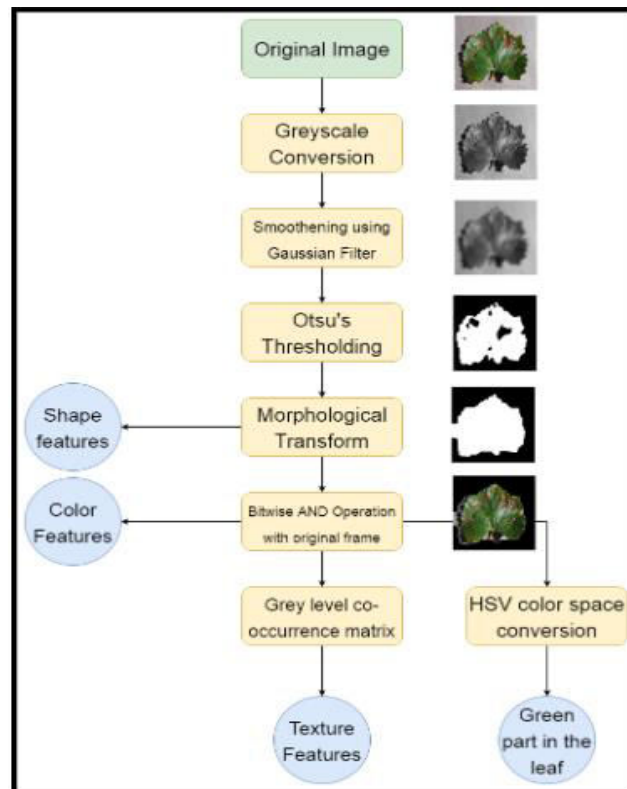 Original Image
Greyscale
Conversion
Smoothening using
Gaussian Filter
Otsu's
Thresholding
Shape
features
Morphological
Transform
Color
Features
Bitwise AND Operation
with original frame
Grey level co-
occurrence matrix
HSV color space
conversion
Texture
Features
Green
part in the
leaf